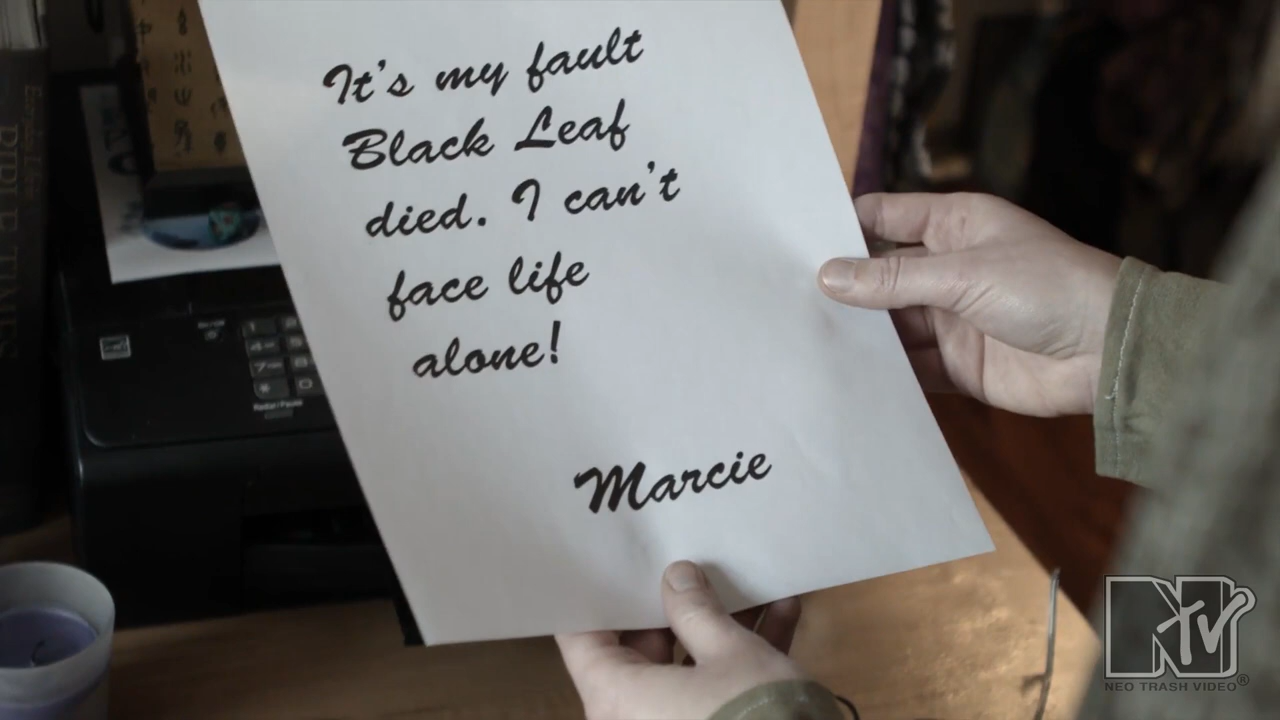 It's my fault
Black Leaf
died. I can't
face life
alone!
Marcie
NTV
NEO TRASH VIDEO®